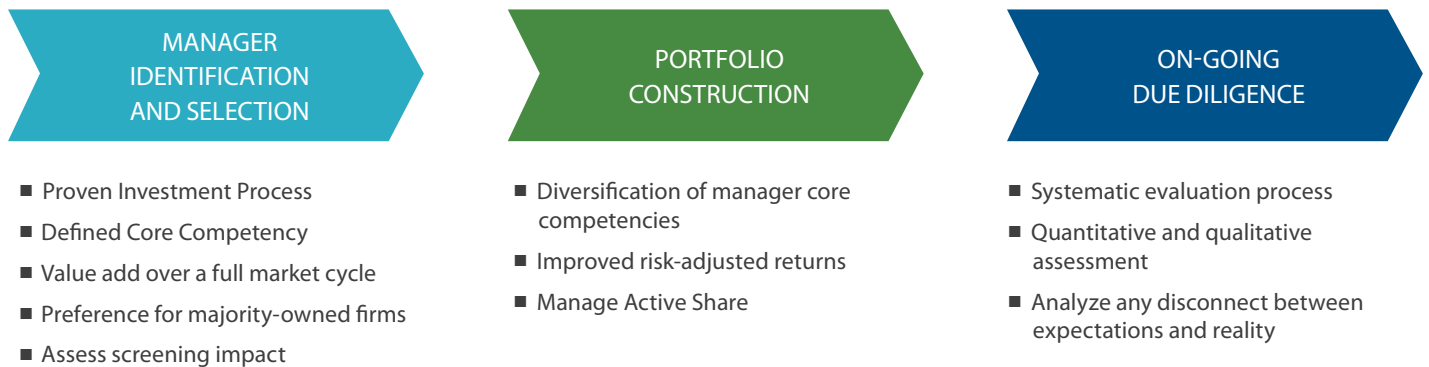 MANAGER
IDENTIFICATION
AND SELECTION
■ Proven Investment Process
■ Defined Core Competency
■ Value add over a full market cycle
■ Preference for majority-owned firms
■ Assess screening impact
PORTFOLIO
CONSTRUCTION
■ Diversification of manager core
competencies
■ Improved risk-adjusted returns
■ Manage Active Share
ON-GOING
DUE DILIGENCE
■ Systematic evaluation process
■ Quantitative and qualitative
assessment
■ Analyze any disconnect between
expectations and reality